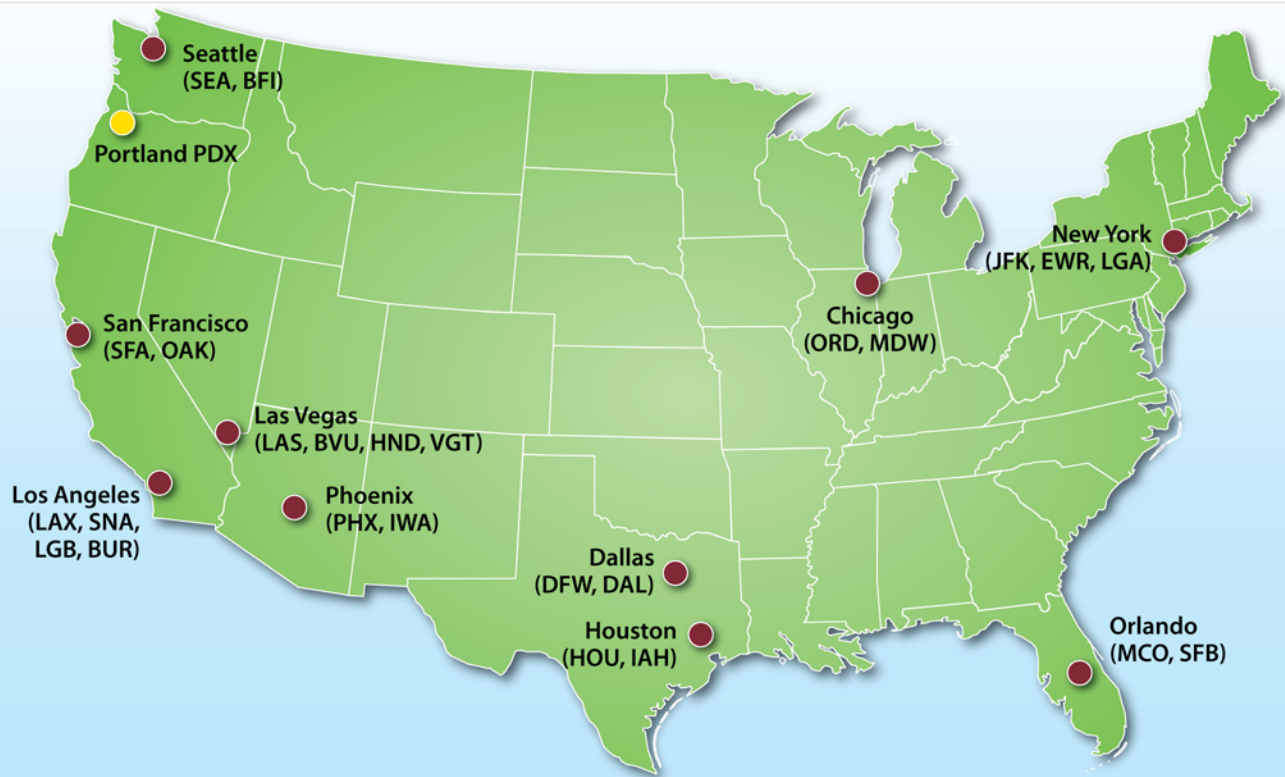 Seattle
(SEA, BFI)
Portland PDX
New York
(JFK, EWR, LGA)
Chicago
(ORD, MDW)
San Francisco
(SFA, OAK)
Las Vegas
(LAS, BVU, HND, VGT)
Los Angeles
(LAX, SNA,
LGB, BUR)
Phoenix
(PHX, IWA)
Dallas
(DFW, DAL)
Houston
(HOU, IAH)
Orlando
(MCO, SFB)